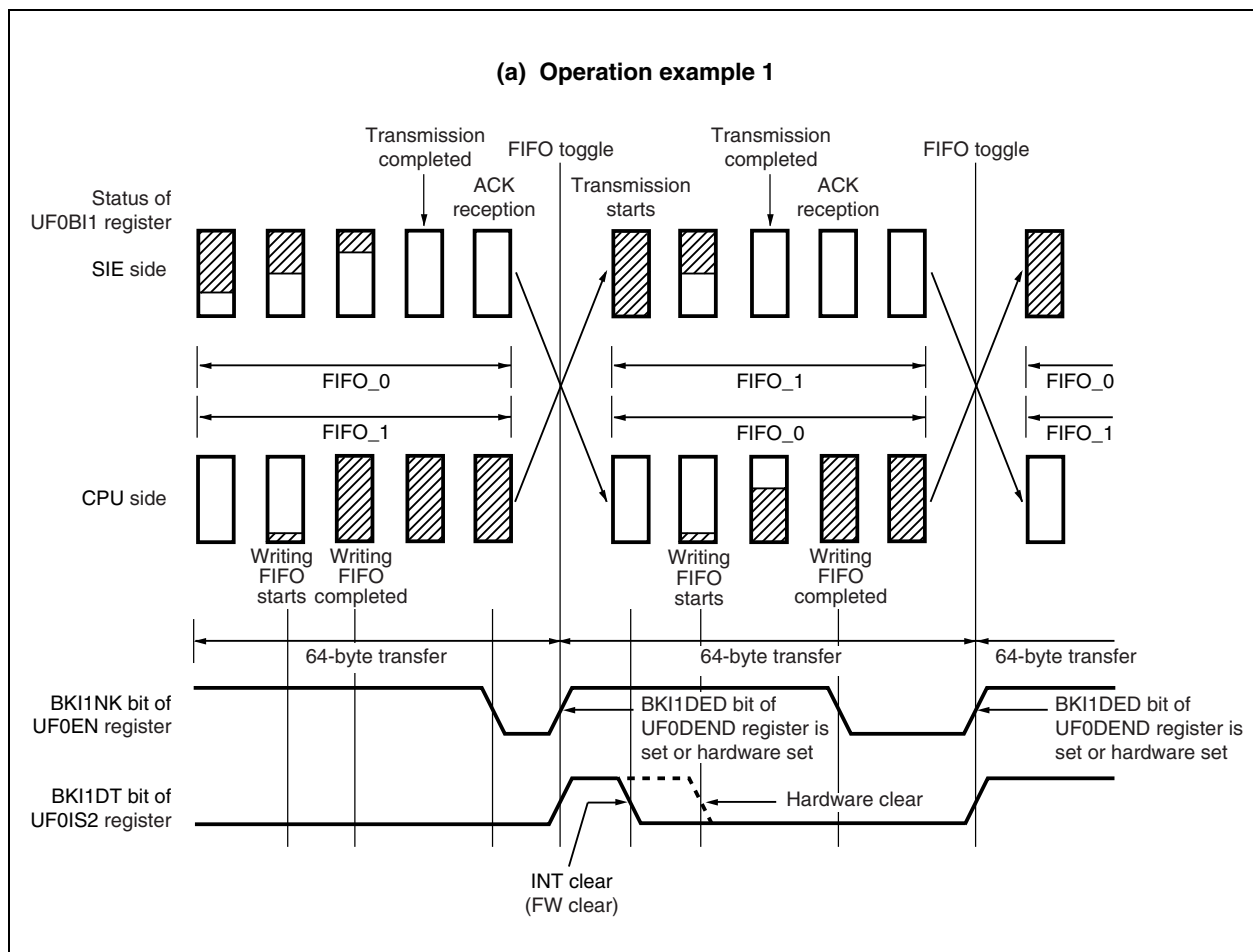 (a) Operation example 1
Transmission
completed
FIFO toggle
Transmission
completed
FIFO toggle
Status of
UF0BI1 register
ACK
reception
Transmission
starts
ACK
reception
SIE side
FIFO_0
FIFO_1
FIFO_0
FIFO_1
FIFO_0
FIFO_1
CPU side
Writing
FIFO
starts
Writing
FIFO
completed
Writing
FIFO
starts
Writing
FIFO
completed
64-byte transfer
64-byte transfer
64-byte transfer
BKI1NK bit of
UF0EN register
BKI1DED bit of
UF0DEND register is
set or hardware set
BKI1DED bit of
UF0DEND register is
set or hardware set
BKI1DT bit of
UF0IS2 register
Hardware clear
INT clear
(FW clear)